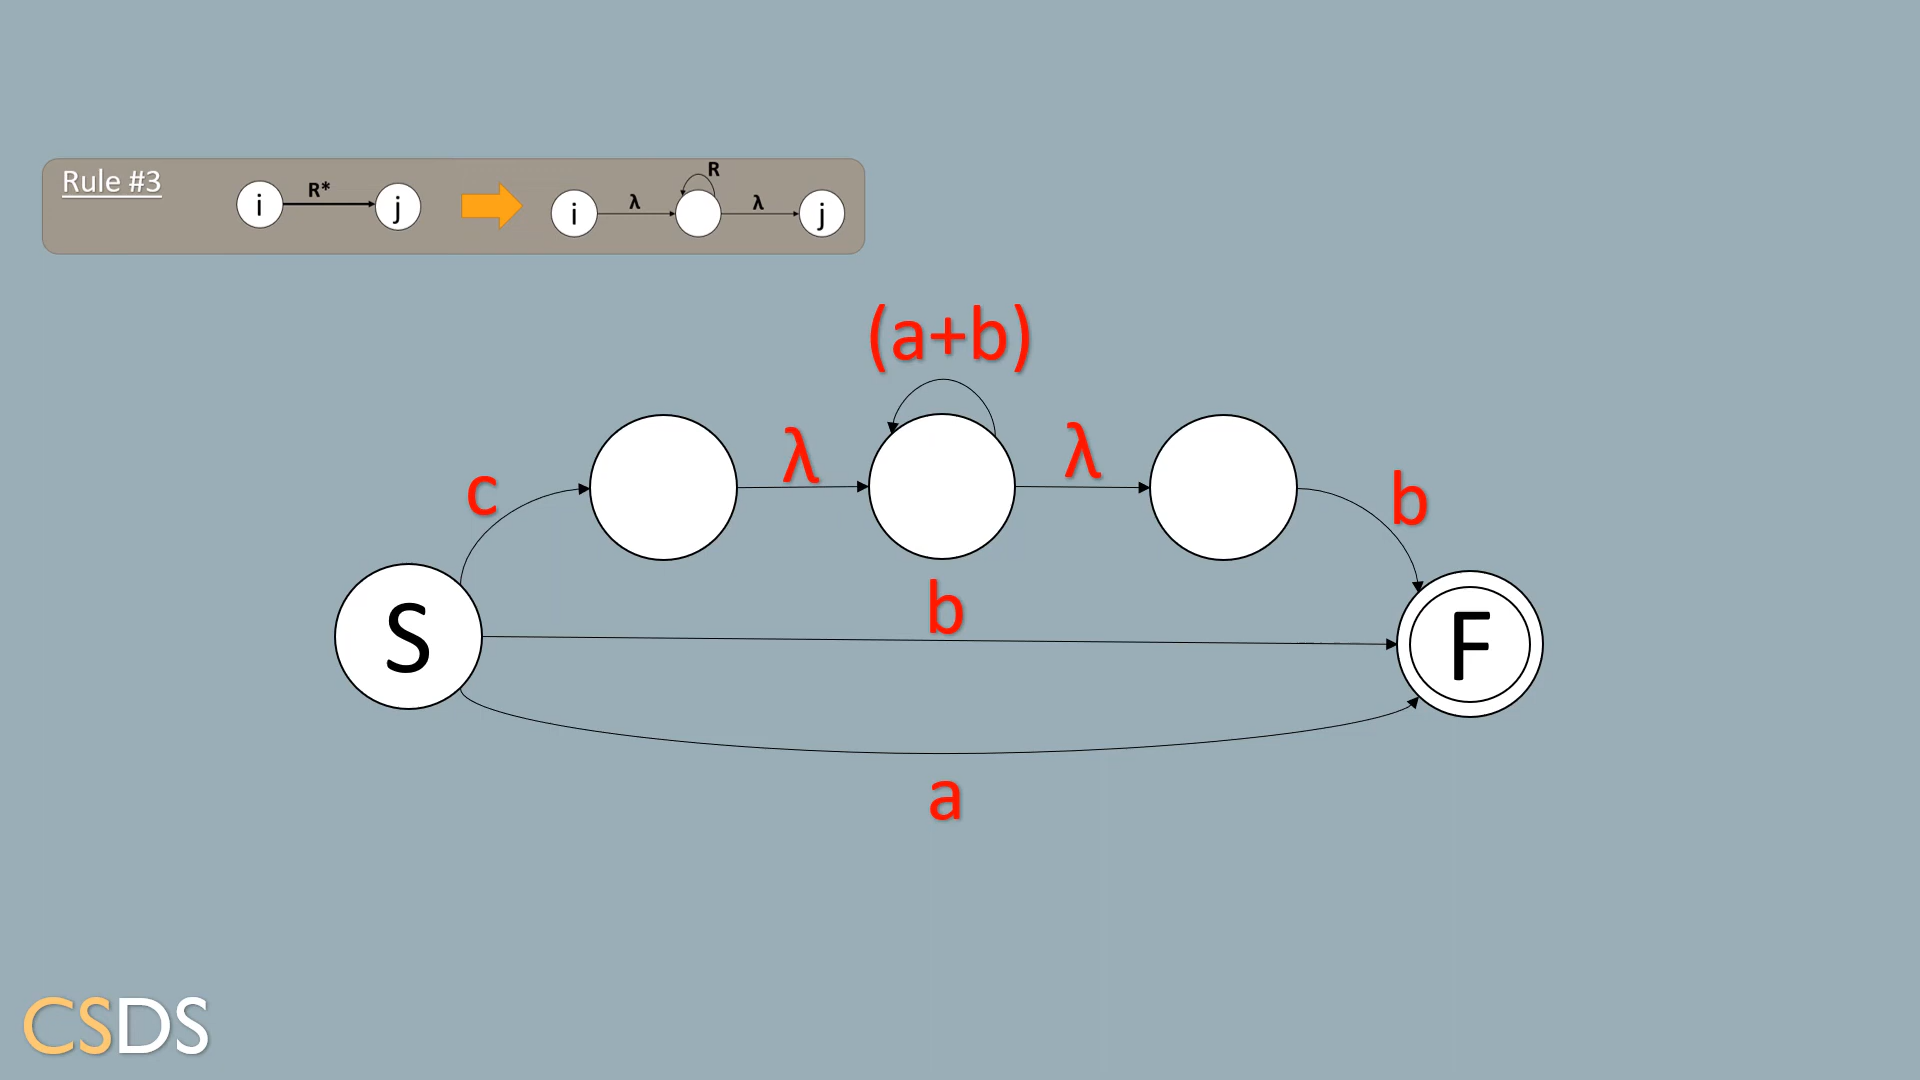 Rule #3
i R* j
i λ R λ j
(a+b)
c λ λ b
b
S F
a
CSDS